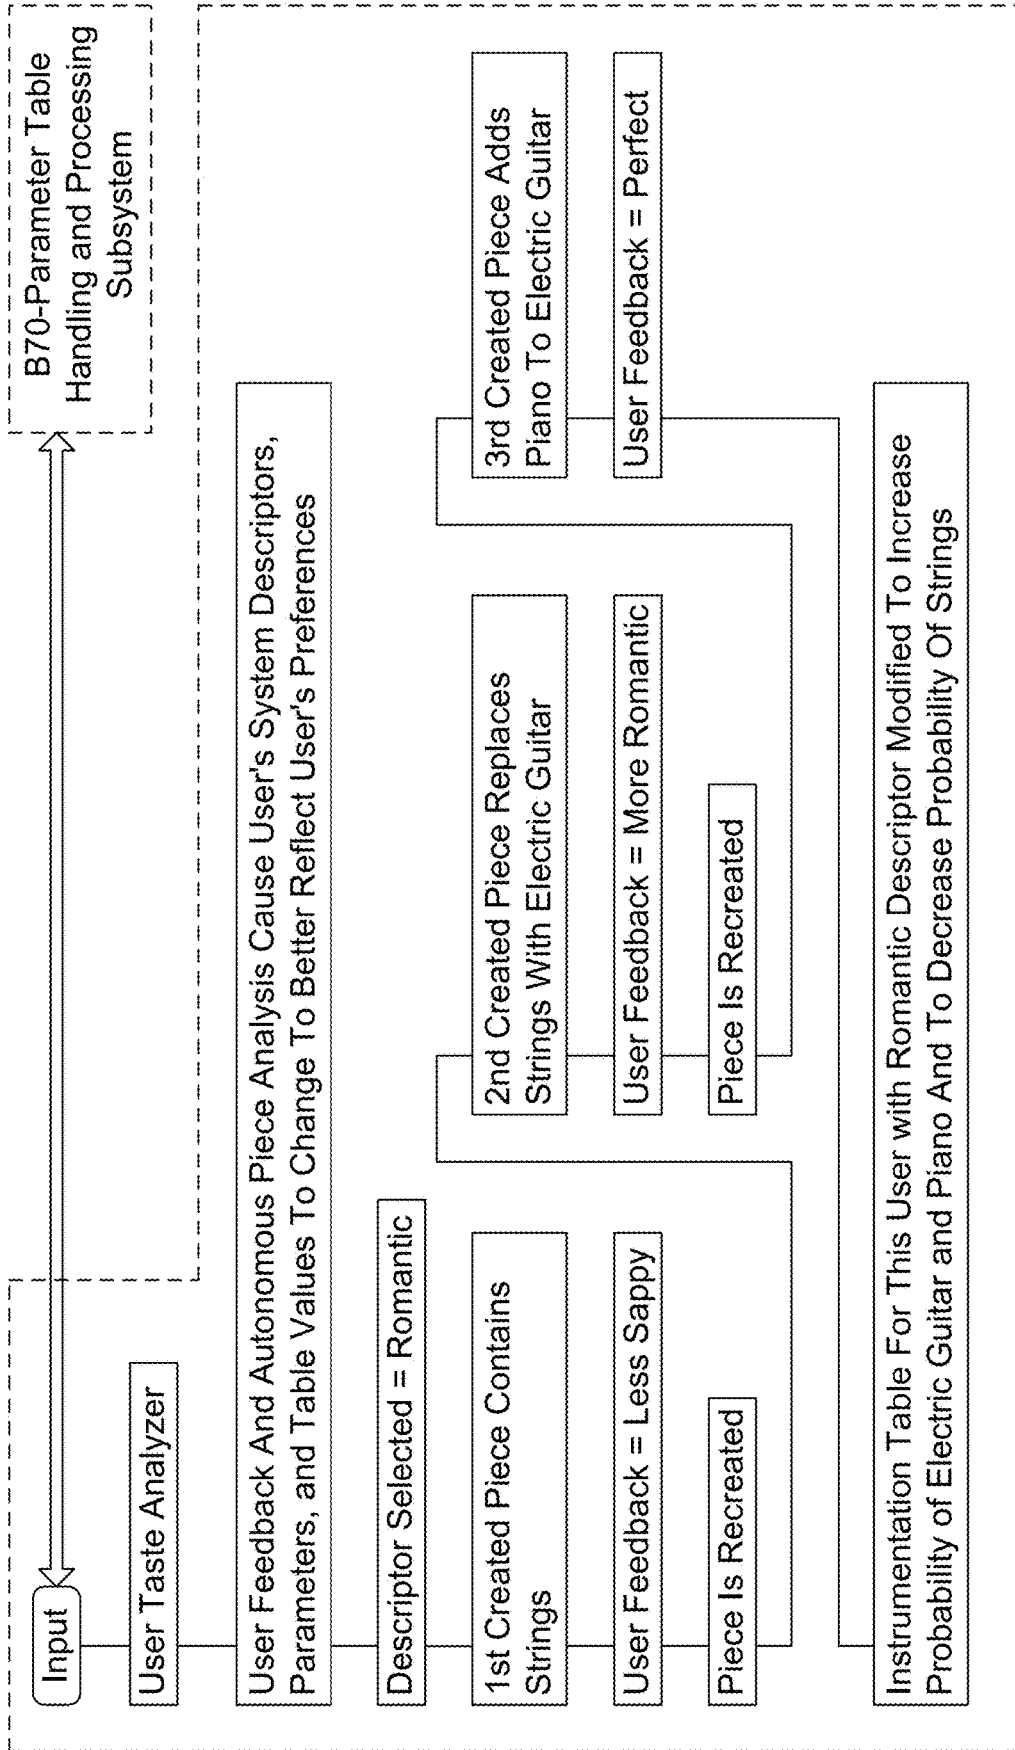 Input
B70-Parameter Table
Handling and Processing
Subsystem
User Taste Analyzer
User Feedback And Autonomous Piece Analysis Cause User's System Descriptors,
Parameters, and Table Values To Change To Better Reflect User's Preferences
Descriptor Selected = Romantic
1st Created Piece Contains
Strings
User Feedback = Less Sappy
Piece Is Recreated
2nd Created Piece Replaces
Strings With Electric Guitar
User Feedback = More Romantic
Piece Is Recreated
3rd Created Piece Adds
Piano To Electric Guitar
User Feedback = Perfect
Instrumentation Table For This User with Romantic Descriptor Modified To Increase
Probability of Electric Guitar and Piano And To Decrease Probability Of Strings